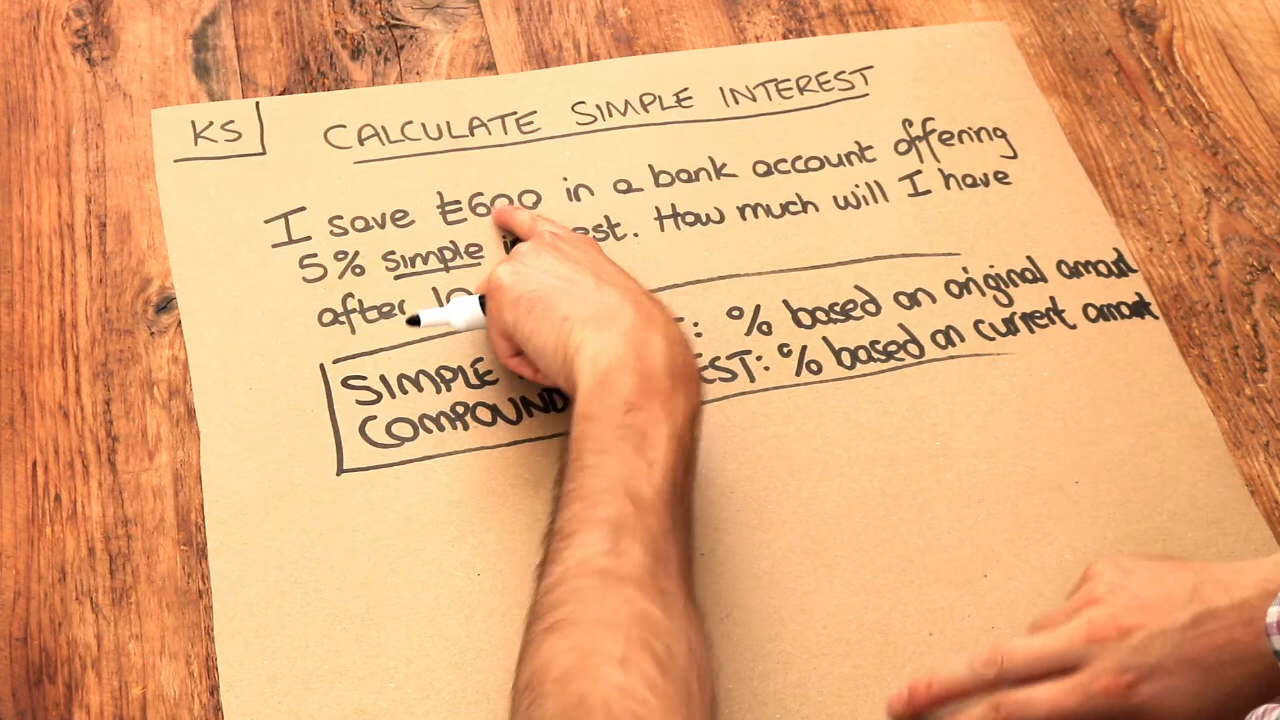 KS
CALCULATE SIMPLE INTEREST
I save £600 in a bank account offering
5% simple est. How much will I have
after
SIMPLE : % based on original amount
COMPOUND EST: % based on current amount